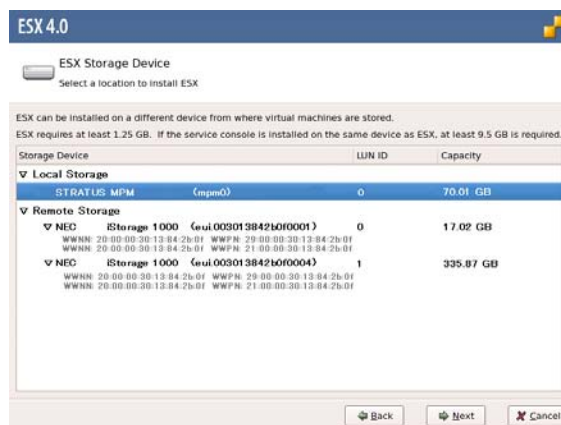 ESX 4.0
ESX Storage Device
Select a location to install ESX
ESX can be installed on a different device from where virtual machines are stored.
ESX requires at least 1.25 GB. If the service console is installed on the same device as ESX, at least 9.5 GB is required.
Storage Device LUN ID Capacity
Local Storage
STRATUS MPM (mpm0) 0 70.01 GB
Remote Storage
NEC iStorage 1000 (eui.003013842b0f0001) 0 17.02 GB
WWNN: 20:00:00:30:13:84:2b:0f WWPN: 29:00:00:30:13:84:2b:0f
WWNN: 20:00:00:30:13:84:2b:0f WWPN: 21:00:00:30:13:84:2b:0f
NEC iStorage 1000 (eui.003013842b0f0004) 1 335.87 GB
WWNN: 20:00:00:30:13:84:2b:0f WWPN: 29:00:00:30:13:84:2b:0f
WWNN: 20:00:00:30:13:84:2b:0f WWPN: 21:00:00:30:13:84:2b:0f
Back Next Cancel